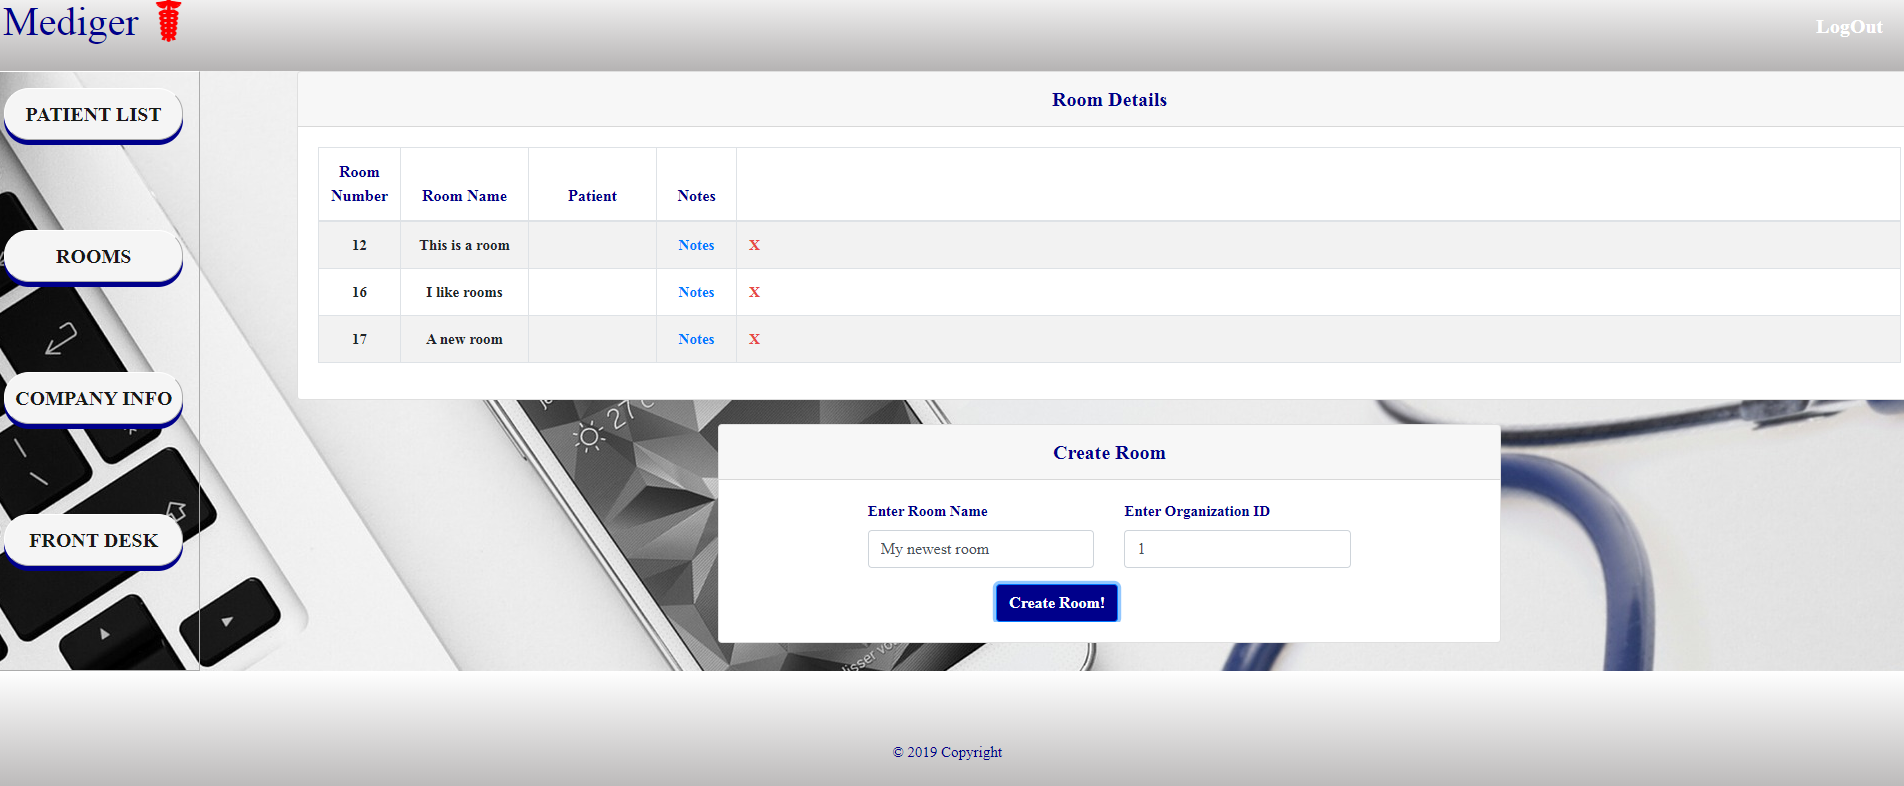 Mediger
LogOut
PATIENT LIST
ROOMS
COMPANY INFO
FRONT DESK
Room Details
Room Number Room Name Patient Notes
12 This is a room Notes X
16 I like rooms Notes X
17 A new room Notes X
27°C
Create Room
Enter Room Name Enter Organization ID
My newest room 1
Create Room!
© 2019 Copyright